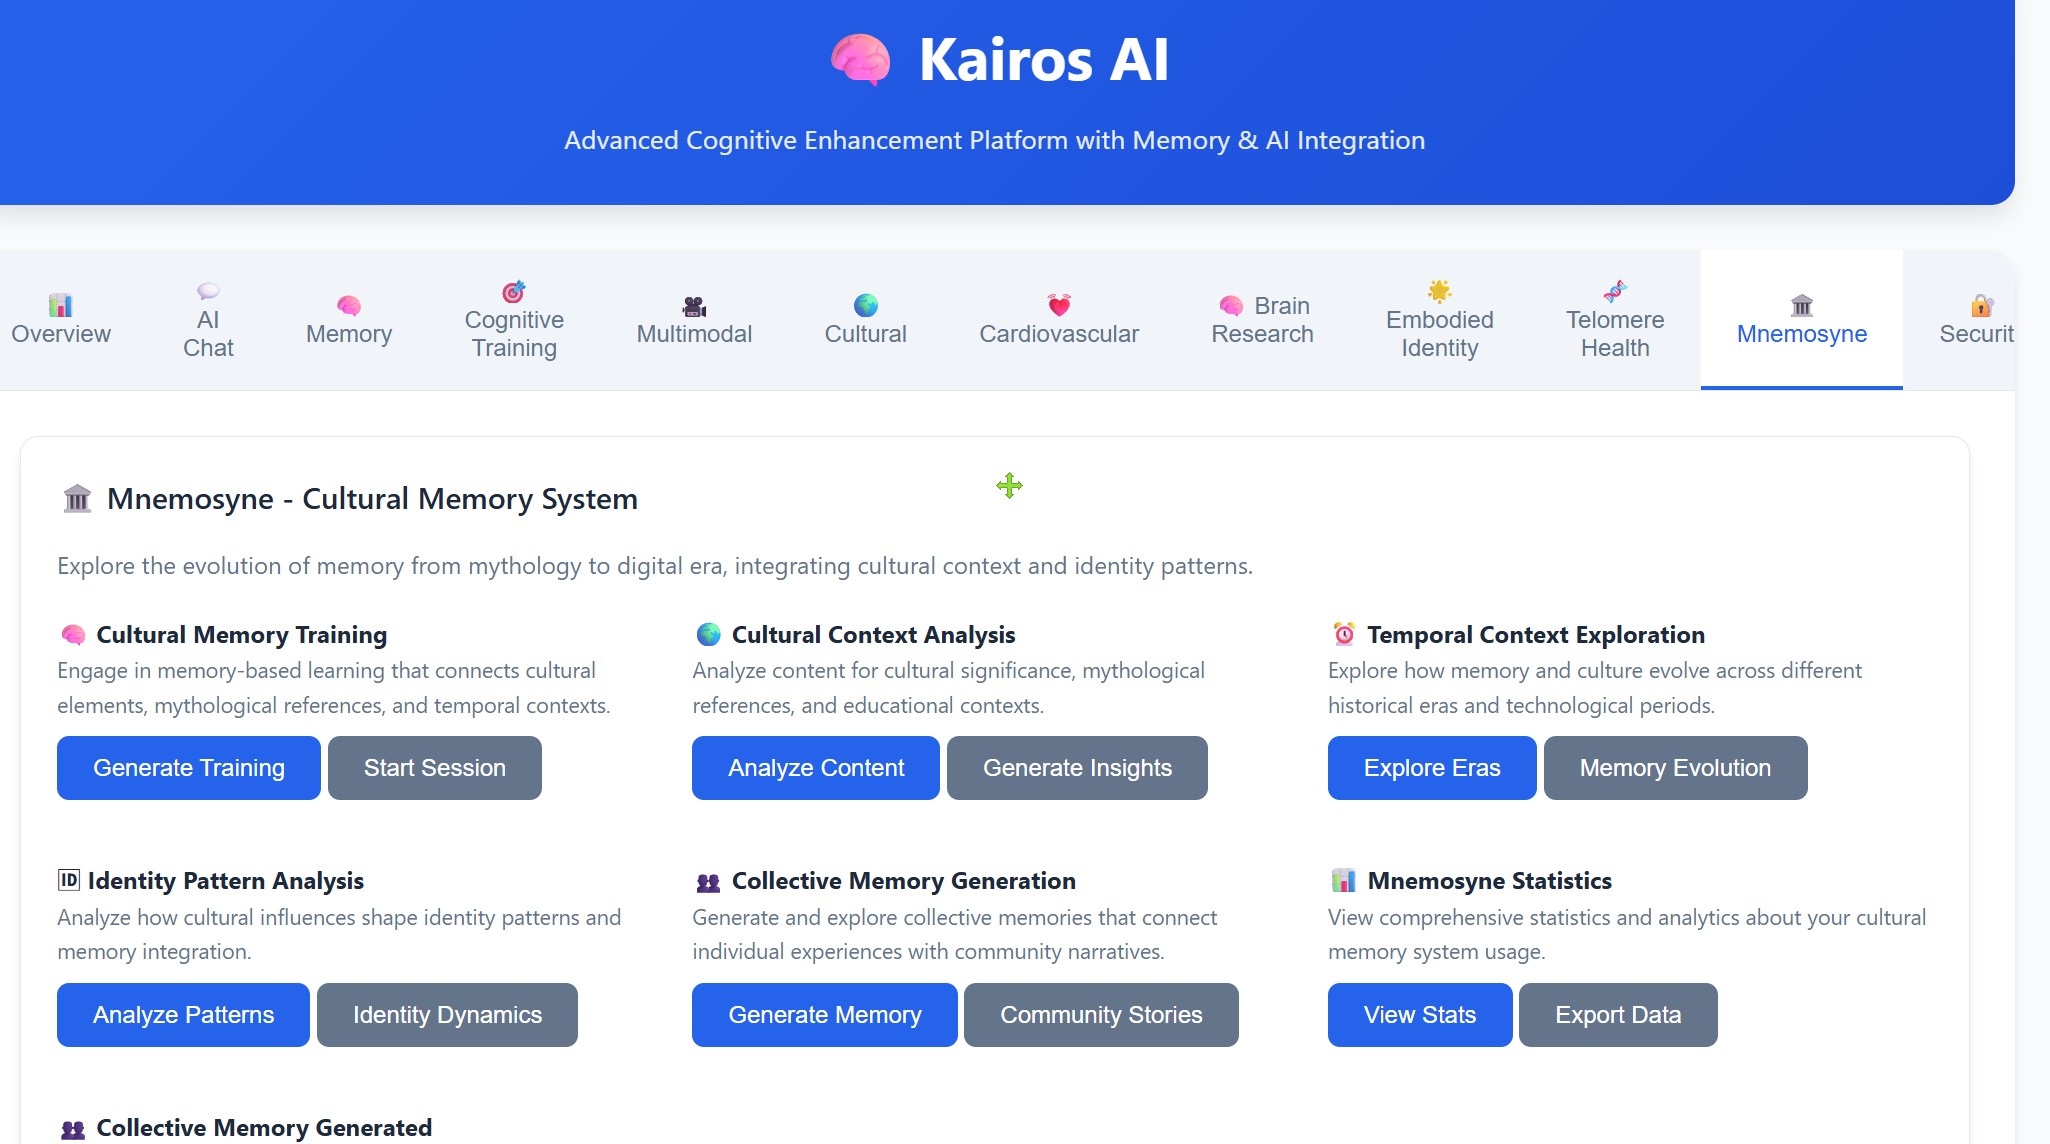 Kairos AI
Advanced Cognitive Enhancement Platform with Memory & AI Integration
Overview
AI
Chat
Memory
Cognitive
Training
Multimodal
Cultural
Cardiovascular
Brain
Research
Embodied
Identity
Telomere
Health
Mnemosyne
Securit
Mnemosyne - Cultural Memory System
Explore the evolution of memory from mythology to digital era, integrating cultural context and identity patterns.
Cultural Memory Training
Engage in memory-based learning that connects cultural
elements, mythological references, and temporal contexts.
Generate Training
Start Session
Cultural Context Analysis
Analyze content for cultural significance, mythological
references, and educational contexts.
Analyze Content
Generate Insights
Temporal Context Exploration
Explore how memory and culture evolve across different
historical eras and technological periods.
Explore Eras
Memory Evolution
ID Identity Pattern Analysis
Analyze how cultural influences shape identity patterns and
memory integration.
Analyze Patterns
Identity Dynamics
Collective Memory Generation
Generate and explore collective memories that connect
individual experiences with community narratives.
Generate Memory
Community Stories
Mnemosyne Statistics
View comprehensive statistics and analytics about your cultural
memory system usage.
View Stats
Export Data
Collective Memory Generated